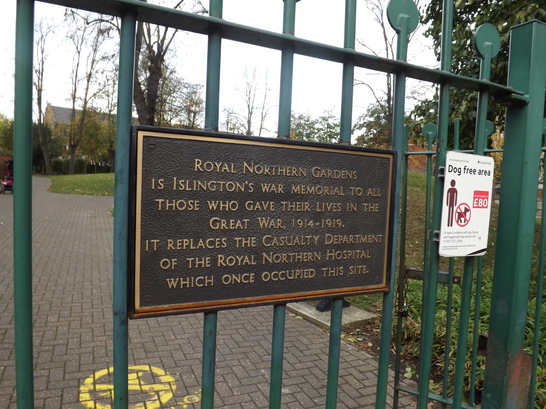 ROYAL NORTHERN GARDENS
IS ISLINGTON'S WAR MEMORIAL TO ALL
THOSE WHO GAVE THEIR LIVES IN THE
GREAT WAR, 1914-1919.
IT REPLACES THE CASUALTY DEPARTMENT
OF THE ROYAL NORTHERN HOSPITAL
WHICH ONCE OCCUPIED THIS SITE.
Dog free area
£80